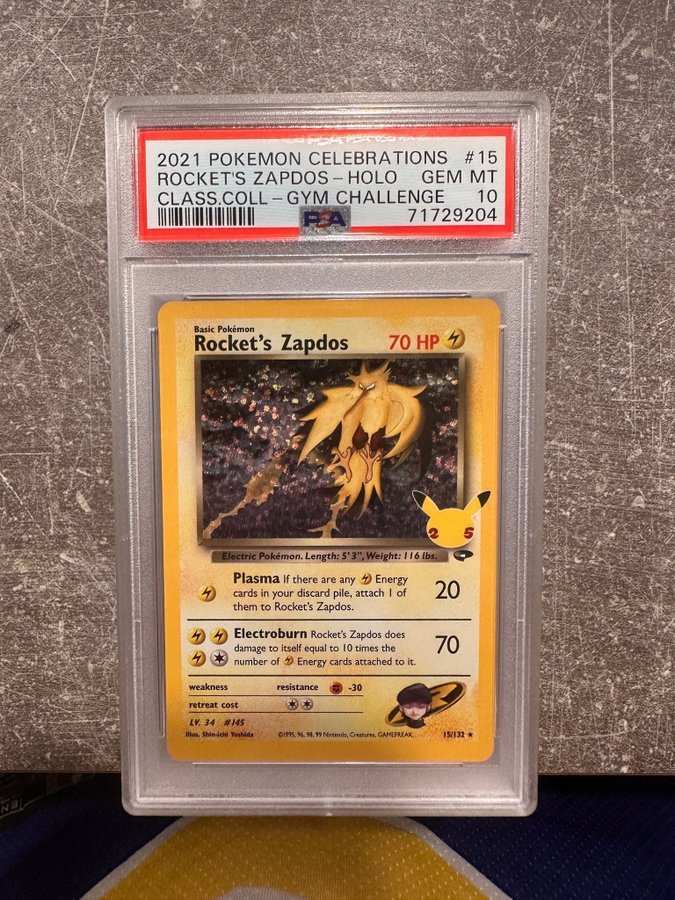 2021 POKEMON CELEBRATIONS #15
ROCKET'S ZAPDOS-HOLO GEM MT
CLASS.COLL-GYM CHALLENGE 10
PSA 71729204
Basic Pokémon
Rocket's Zapdos 70 HP
25
Electric Pokémon. Length: 5' 3", Weight: 116 lbs.
Plasma If there are any Energy
cards in your discard pile, attach 1 of
them to Rocket's Zapdos.
20
Electroburn Rocket's Zapdos does
damage to itself equal to 10 times the
number of Energy cards attached to it.
70
weakness resistance -30
retreat cost
LV. 34 #145
Illus. Shin-ichi Yoshida ©1995, 96, 98, 99 Nintendo, Creatures, GAMEFREAK. 15/132 ★